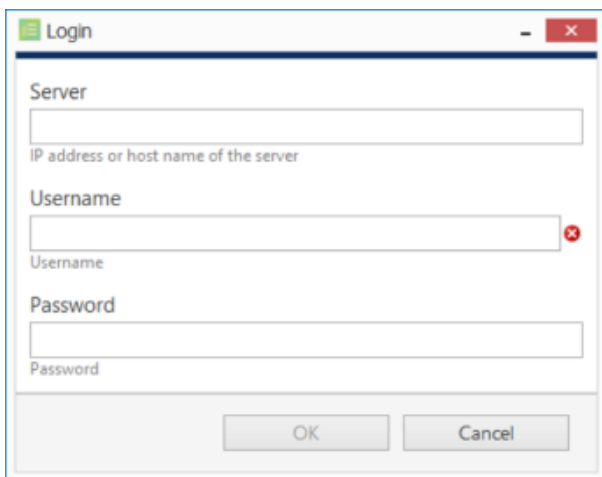 Login
Server
IP address or host name of the server
Username
Username
Password
Password
OK Cancel